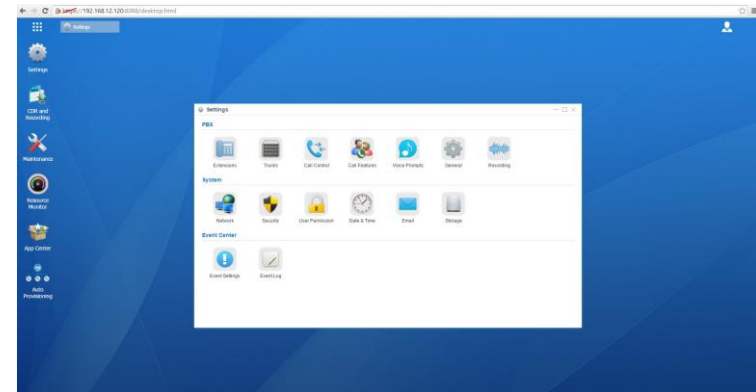 https://192.168.12.120:8088/desktop.html
Settings
Settings
CDR and
Recording
Maintenance
Resource
Monitor
App Center
Auto
Provisioning
Settings
PBX
Extensions
Trunks
Call Control
Call Features
Voice Prompts
General
Recording
System
Network
Security
User Permission
Date & Time
Email
Storage
Event Center
Event Settings
Event Log